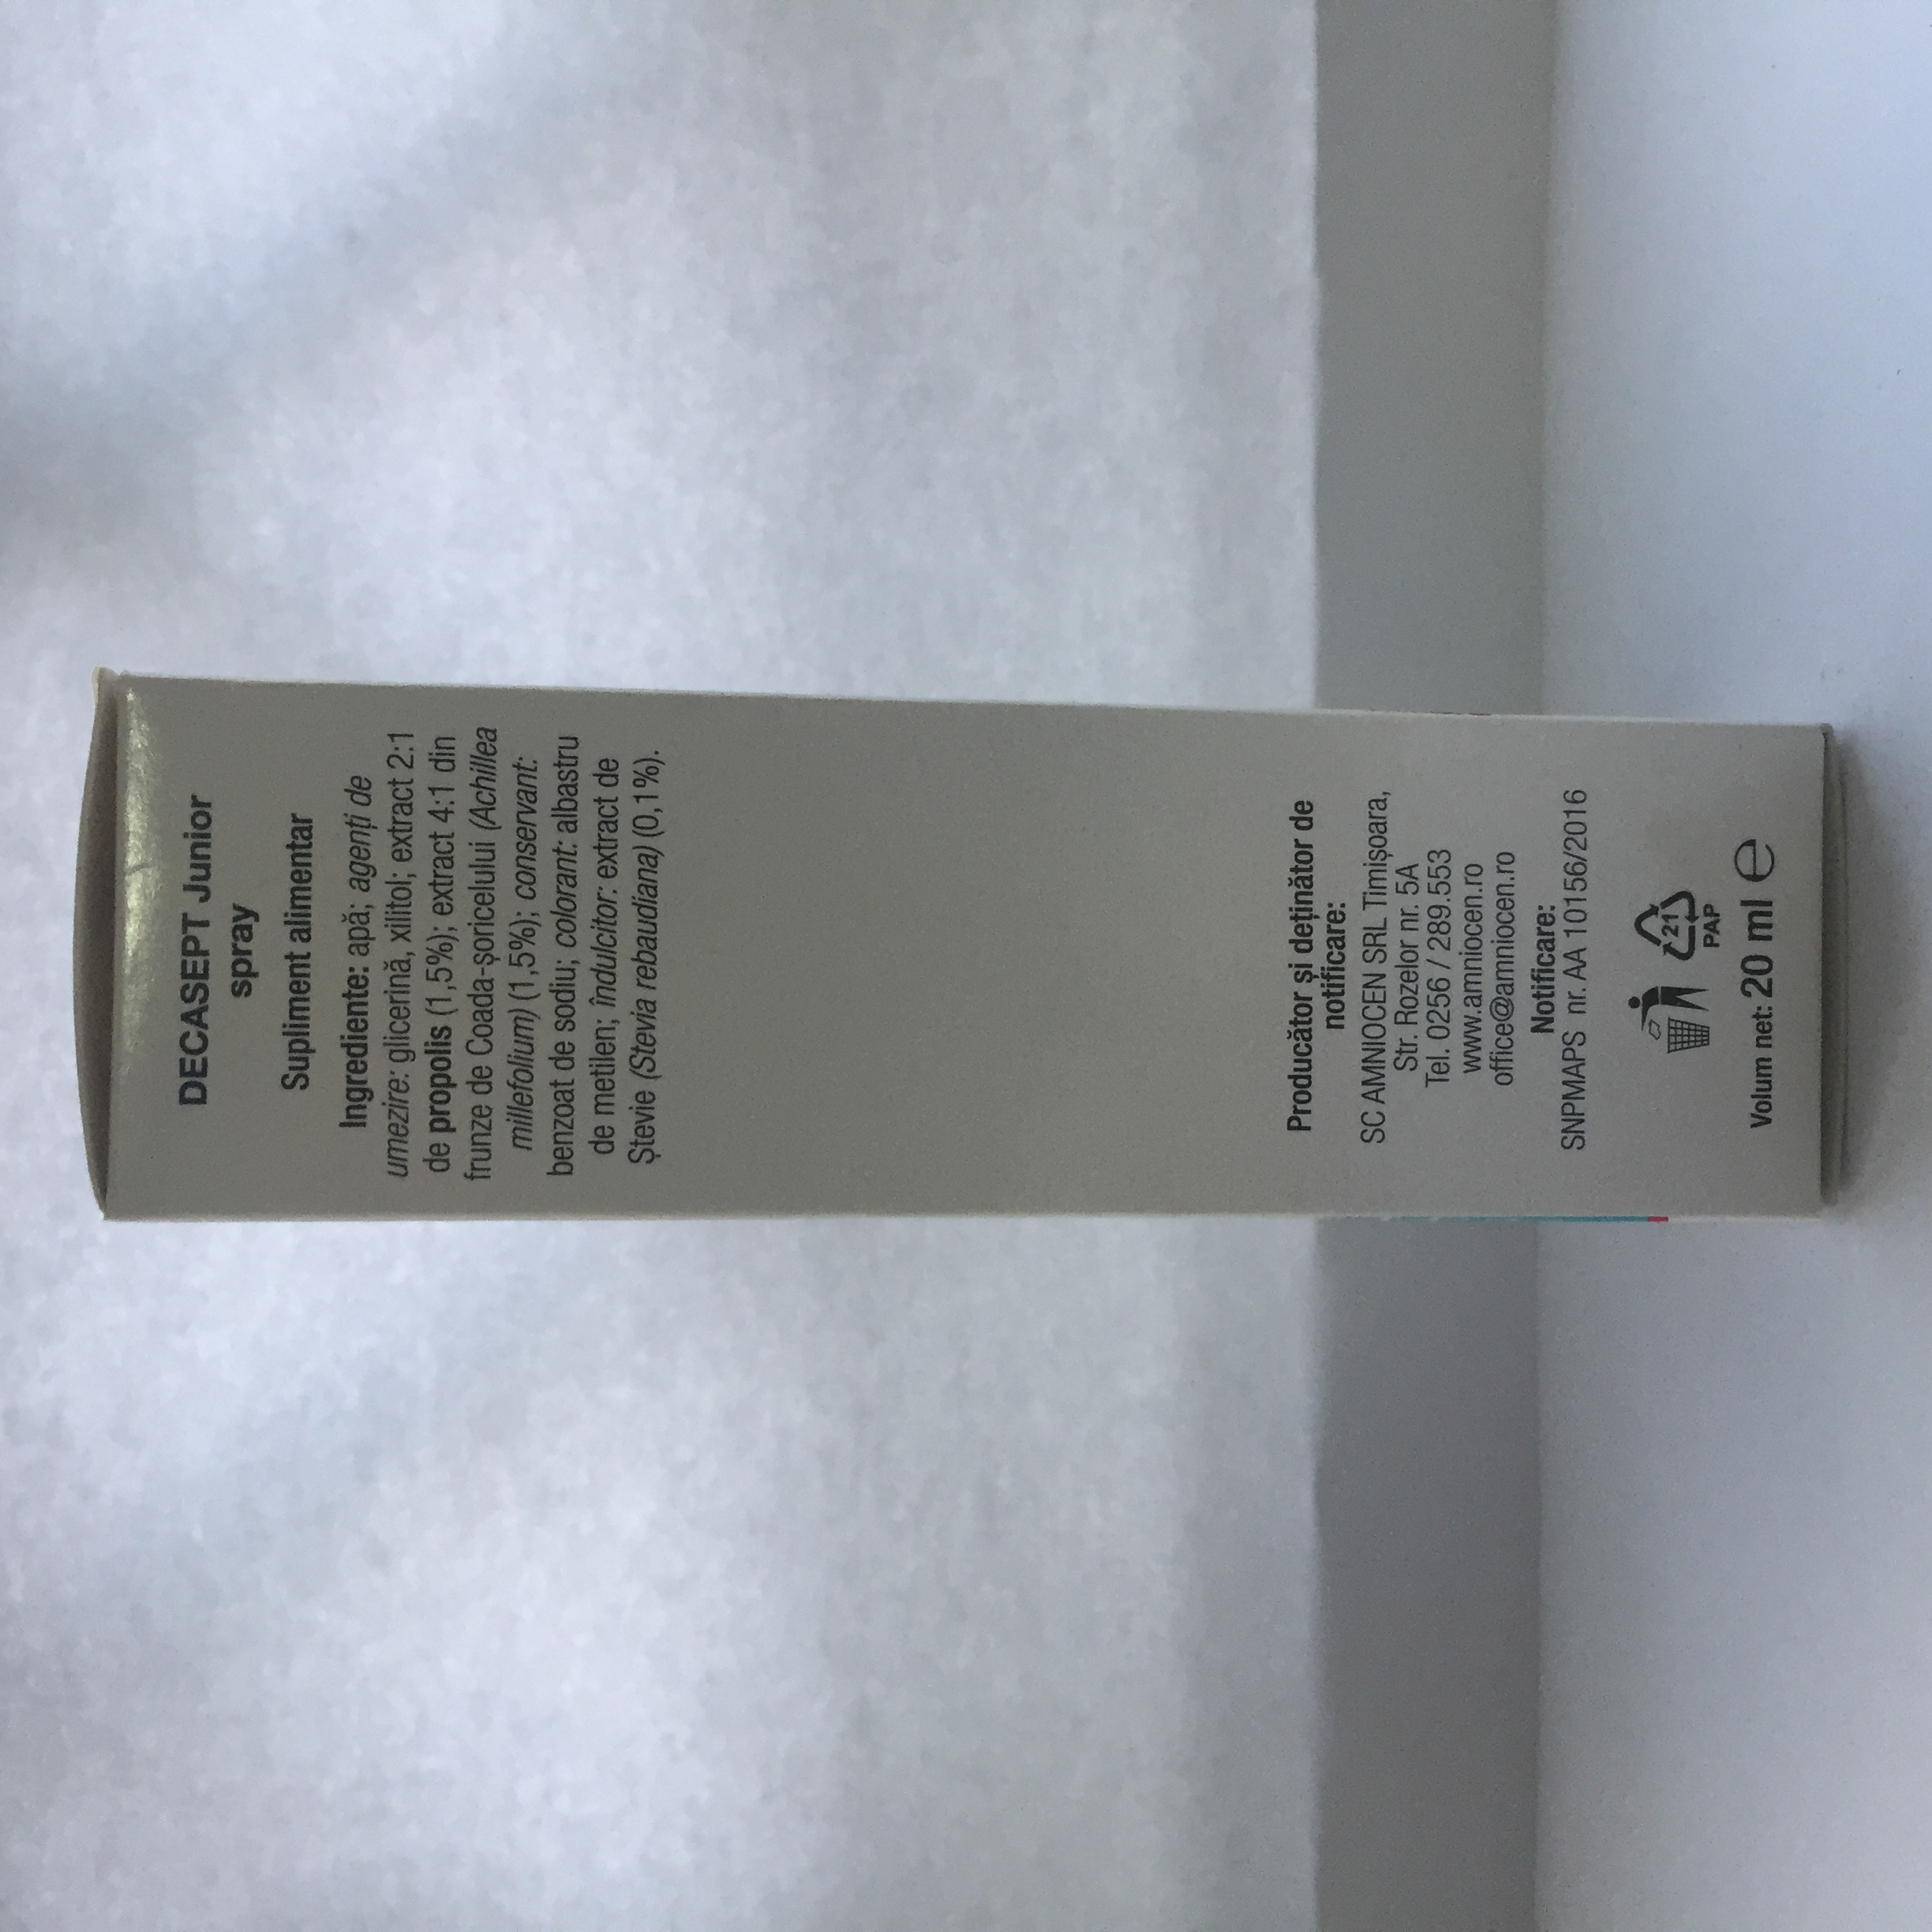 DECASEPT Junior
spray
Supliment alimentar
Ingrediente: apă; agenți de
umezire: glicerină, xilitol; extract 2:1
de propolis (1,5%); extract 4:1 din
frunze de Coada-șoricelului (Achillea
millefolium) (1,5%); conservant:
benzoat de sodiu; colorant: albastru
de metilen; îndulcitor: extract de
Ștevie (Stevia rebaudiana) (0,1%).
Producător și deținător de
notificare:
SC AMNIOCEN SRL Timișoara,
Str. Rozelor nr. 5A
Tel. 0256 / 289.553
www.amniocen.ro
office@amniocen.ro
Notificare:
SNPMAPS nr. AA 10156/2016
21
PAP
Volum net: 20 ml e